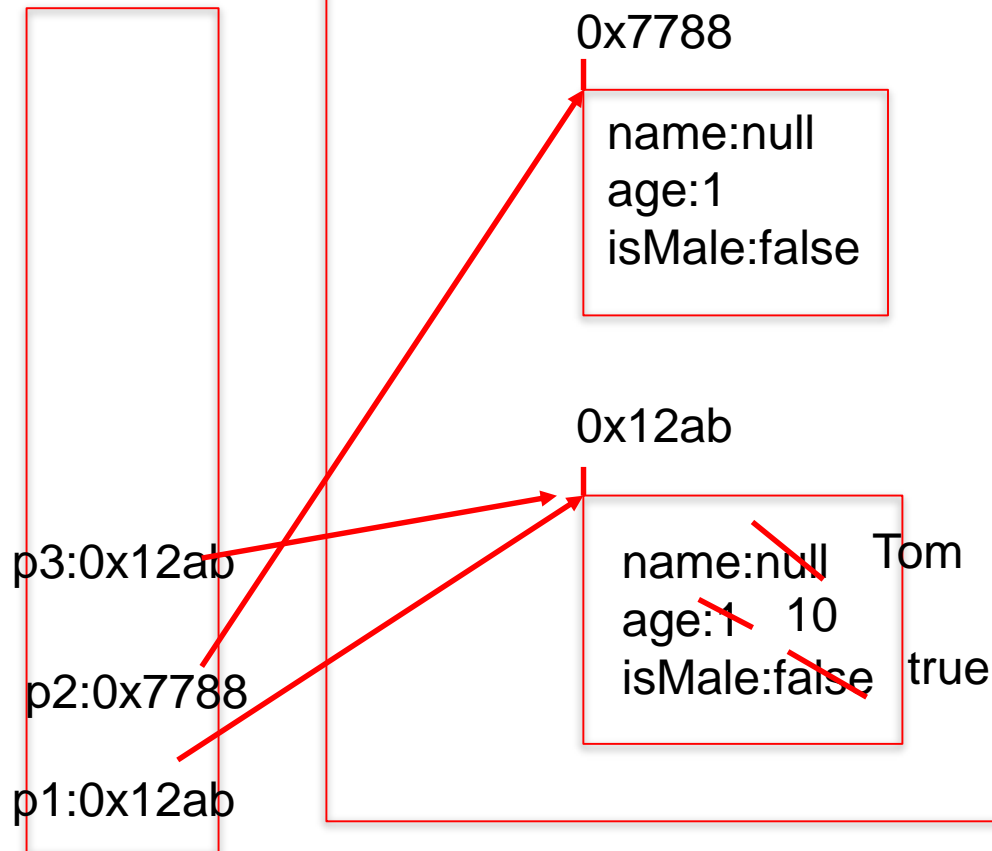 0x7788
name:null
age:1
isMale:false
0x12ab
name:null Tom
age:1 10
isMale:false true
p3:0x12ab
p2:0x7788
p1:0x12ab